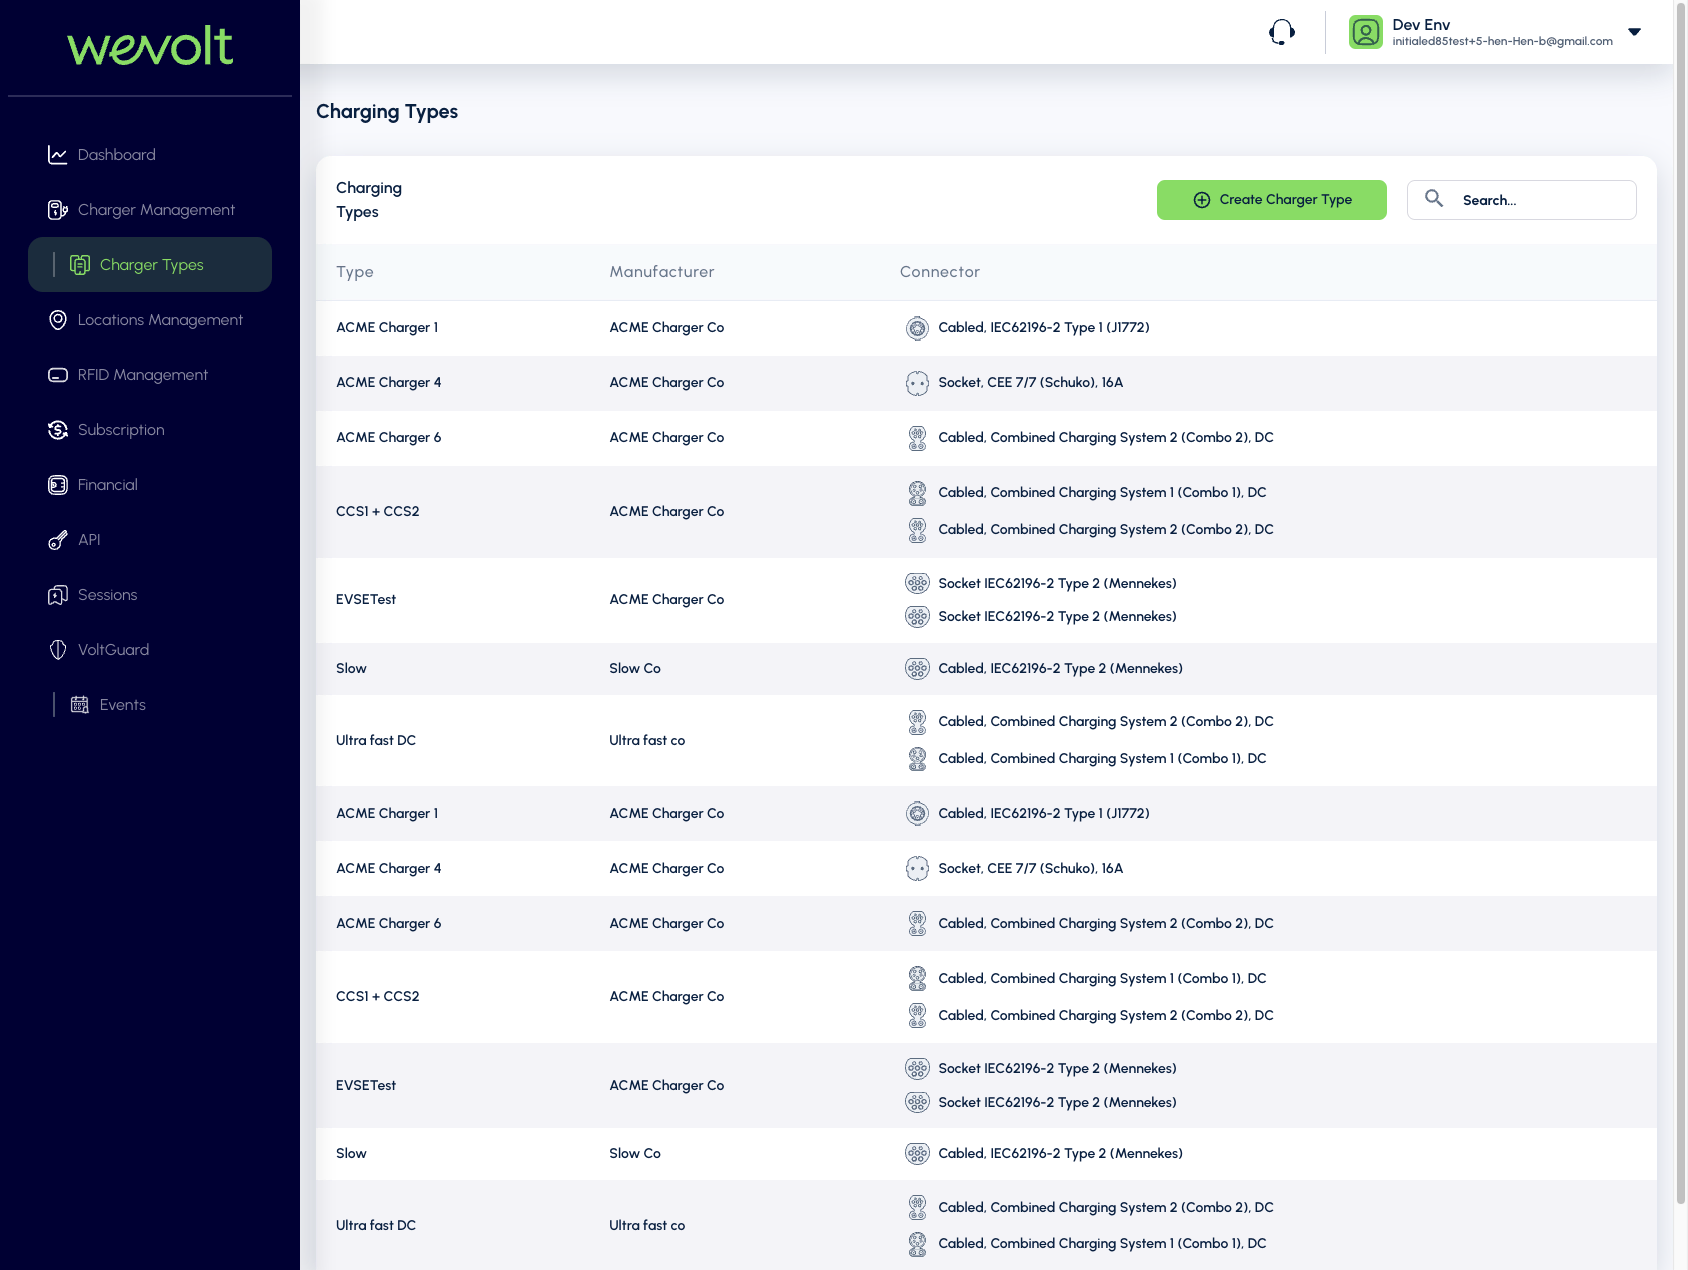 wevolt
Dev Env
initialed85test+5-hen-Hen-b@gmail.com
Dashboard
Charger Management
Charger Types
Locations Management
RFID Management
Subscription
Financial
API
Sessions
VoltGuard
Events
Charging Types
Charging
Types
Create Charger Type
Search...
Type Manufacturer Connector
ACME Charger 1 ACME Charger Co Cabled, IEC62196-2 Type 1 (J1772)
ACME Charger 4 ACME Charger Co Socket, CEE 7/7 (Schuko), 16A
ACME Charger 6 ACME Charger Co Cabled, Combined Charging System 2 (Combo 2), DC
CCS1 + CCS2 ACME Charger Co Cabled, Combined Charging System 1 (Combo 1), DC
Cabled, Combined Charging System 2 (Combo 2), DC
EVSETest ACME Charger Co Socket IEC62196-2 Type 2 (Mennekes)
Socket IEC62196-2 Type 2 (Mennekes)
Slow Slow Co Cabled, IEC62196-2 Type 2 (Mennekes)
Ultra fast DC Ultra fast co Cabled, Combined Charging System 2 (Combo 2), DC
Cabled, Combined Charging System 1 (Combo 1), DC
ACME Charger 1 ACME Charger Co Cabled, IEC62196-2 Type 1 (J1772)
ACME Charger 4 ACME Charger Co Socket, CEE 7/7 (Schuko), 16A
ACME Charger 6 ACME Charger Co Cabled, Combined Charging System 2 (Combo 2), DC
CCS1 + CCS2 ACME Charger Co Cabled, Combined Charging System 1 (Combo 1), DC
Cabled, Combined Charging System 2 (Combo 2), DC
EVSETest ACME Charger Co Socket IEC62196-2 Type 2 (Mennekes)
Socket IEC62196-2 Type 2 (Mennekes)
Slow Slow Co Cabled, IEC62196-2 Type 2 (Mennekes)
Ultra fast DC Ultra fast co Cabled, Combined Charging System 2 (Combo 2), DC
Cabled, Combined Charging System 1 (Combo 1), DC